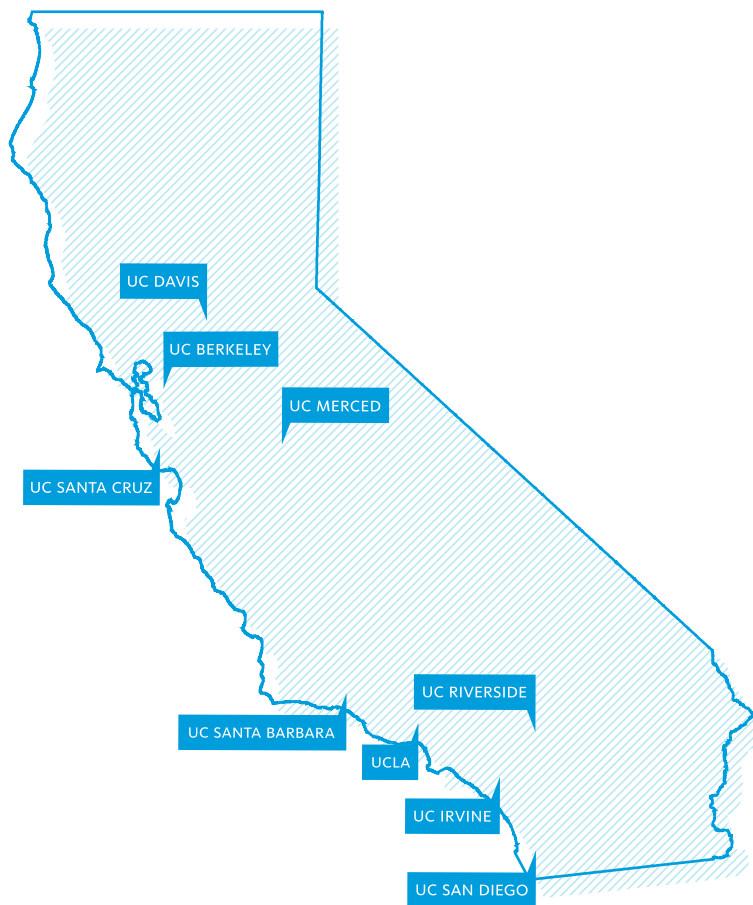 UC DAVIS
UC BERKELEY
UC MERCED
UC SANTA CRUZ
UC RIVERSIDE
UC SANTA BARBARA
UCLA
UC IRVINE
UC SAN DIEGO